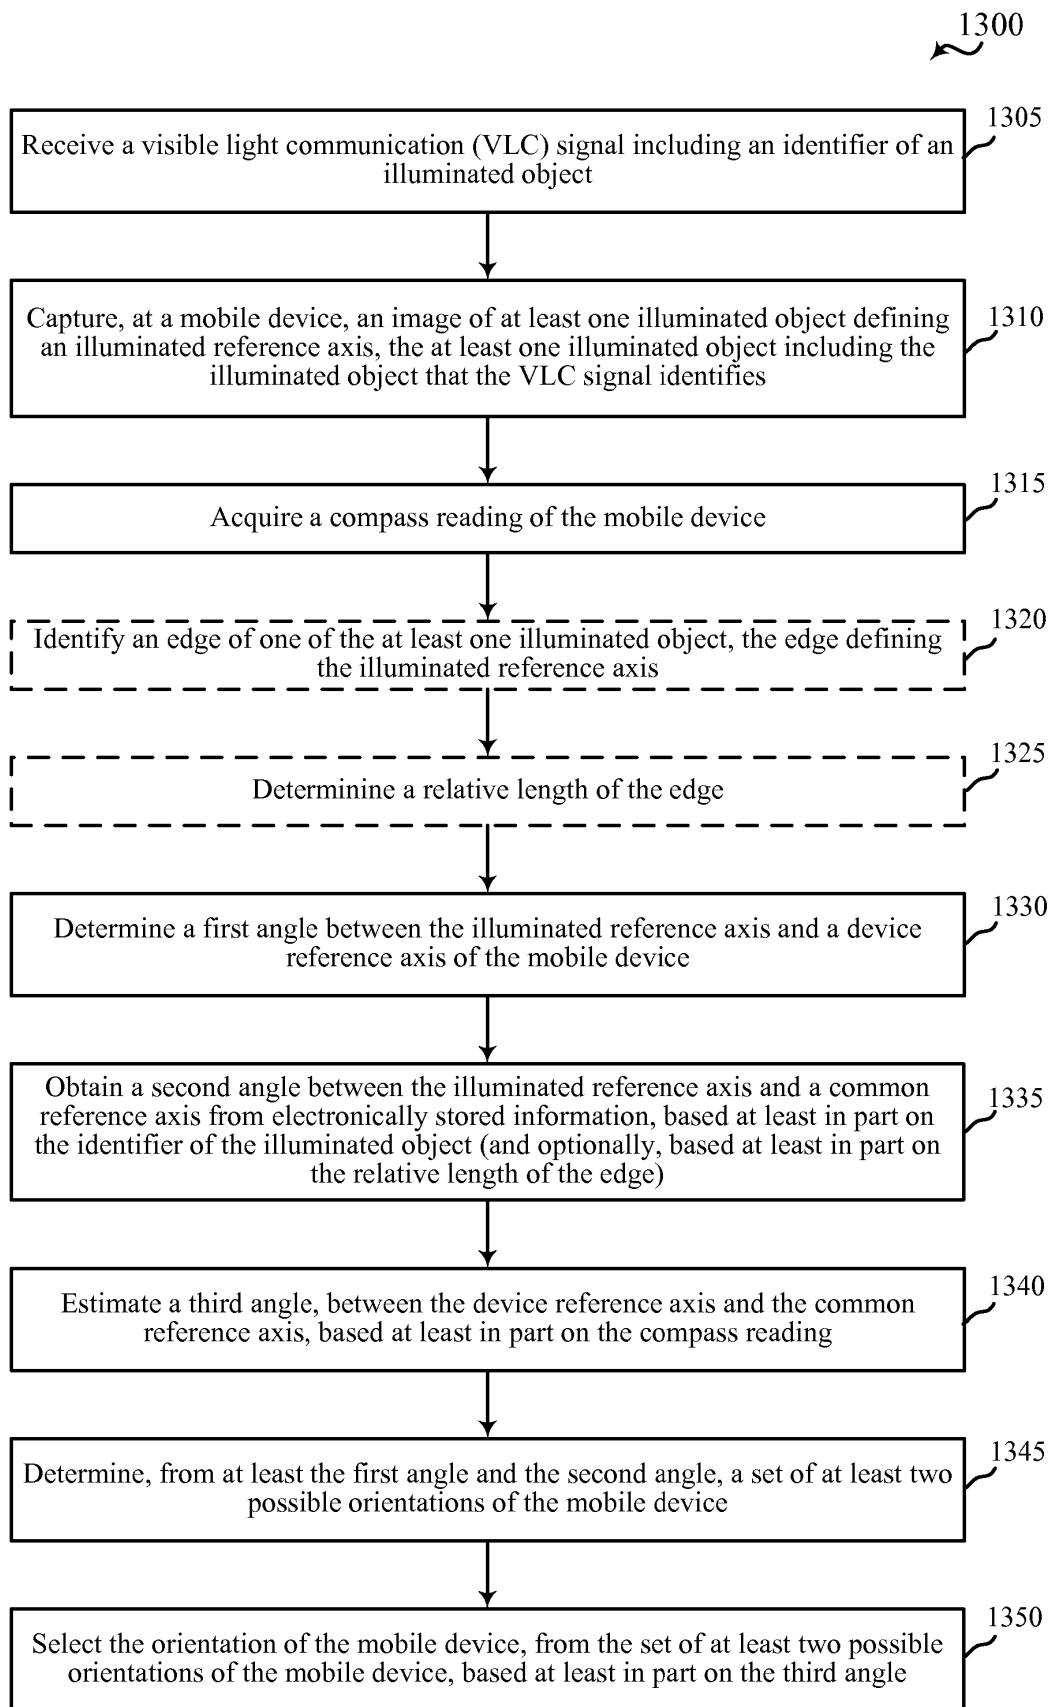 1300
1305
Receive a visible light communication (VLC) signal including an identifier of an
illuminated object
1310
Capture, at a mobile device, an image of at least one illuminated object defining
an illuminated reference axis, the at least one illuminated object including the
illuminated object that the VLC signal identifies
1315
Acquire a compass reading of the mobile device
1320
Identify an edge of one of the at least one illuminated object, the edge defining
the illuminated reference axis
1325
Determinine a relative length of the edge
1330
Determine a first angle between the illuminated reference axis and a device
reference axis of the mobile device
1335
Obtain a second angle between the illuminated reference axis and a common
reference axis from electronically stored information, based at least in part on
the identifier of the illuminated object (and optionally, based at least in part on
the relative length of the edge)
1340
Estimate a third angle, between the device reference axis and the common
reference axis, based at least in part on the compass reading
1345
Determine, from at least the first angle and the second angle, a set of at least two
possible orientations of the mobile device
1350
Select the orientation of the mobile device, from the set of at least two possible
orientations of the mobile device, based at least in part on the third angle